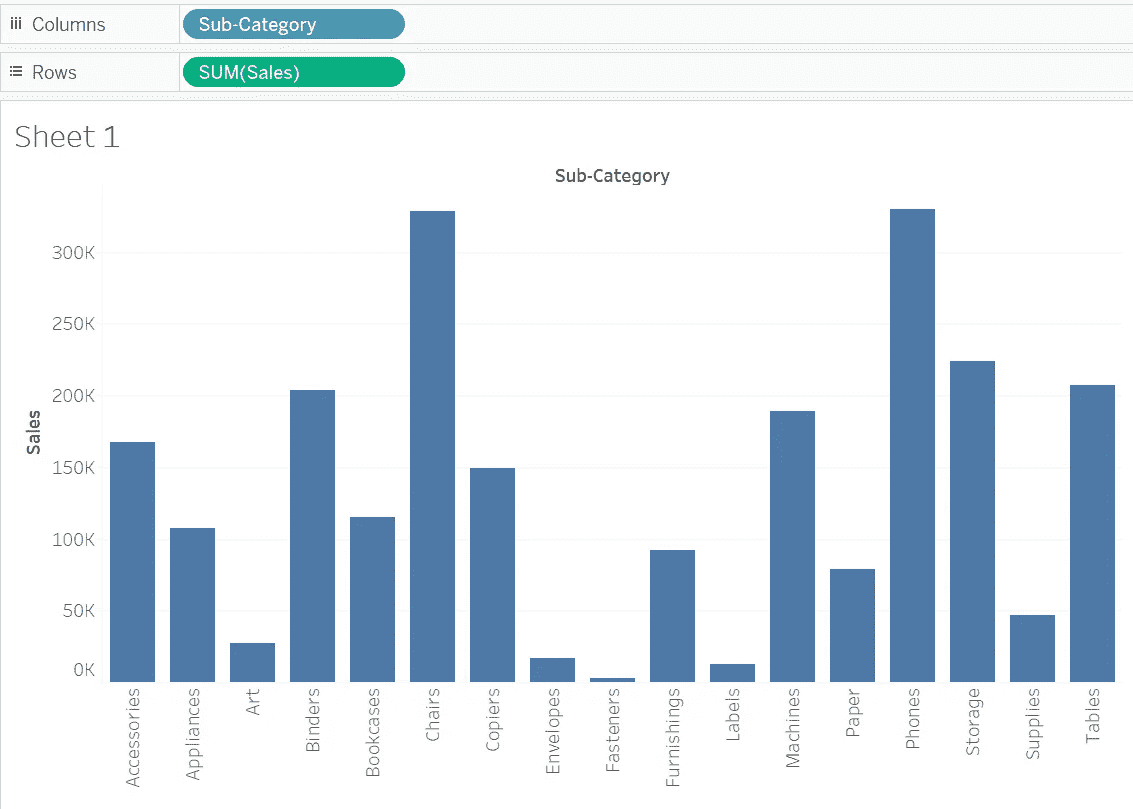 Columns
Sub-Category
Rows
SUM(Sales)
Sheet 1
Sub-Category
Sales
300K
250K
200K
150K
100K
50K
0K
Accessories
Appliances
Art
Binders
Bookcases
Chairs
Copiers
Envelopes
Fasteners
Furnishings
Labels
Machines
Paper
Phones
Storage
Supplies
Tables